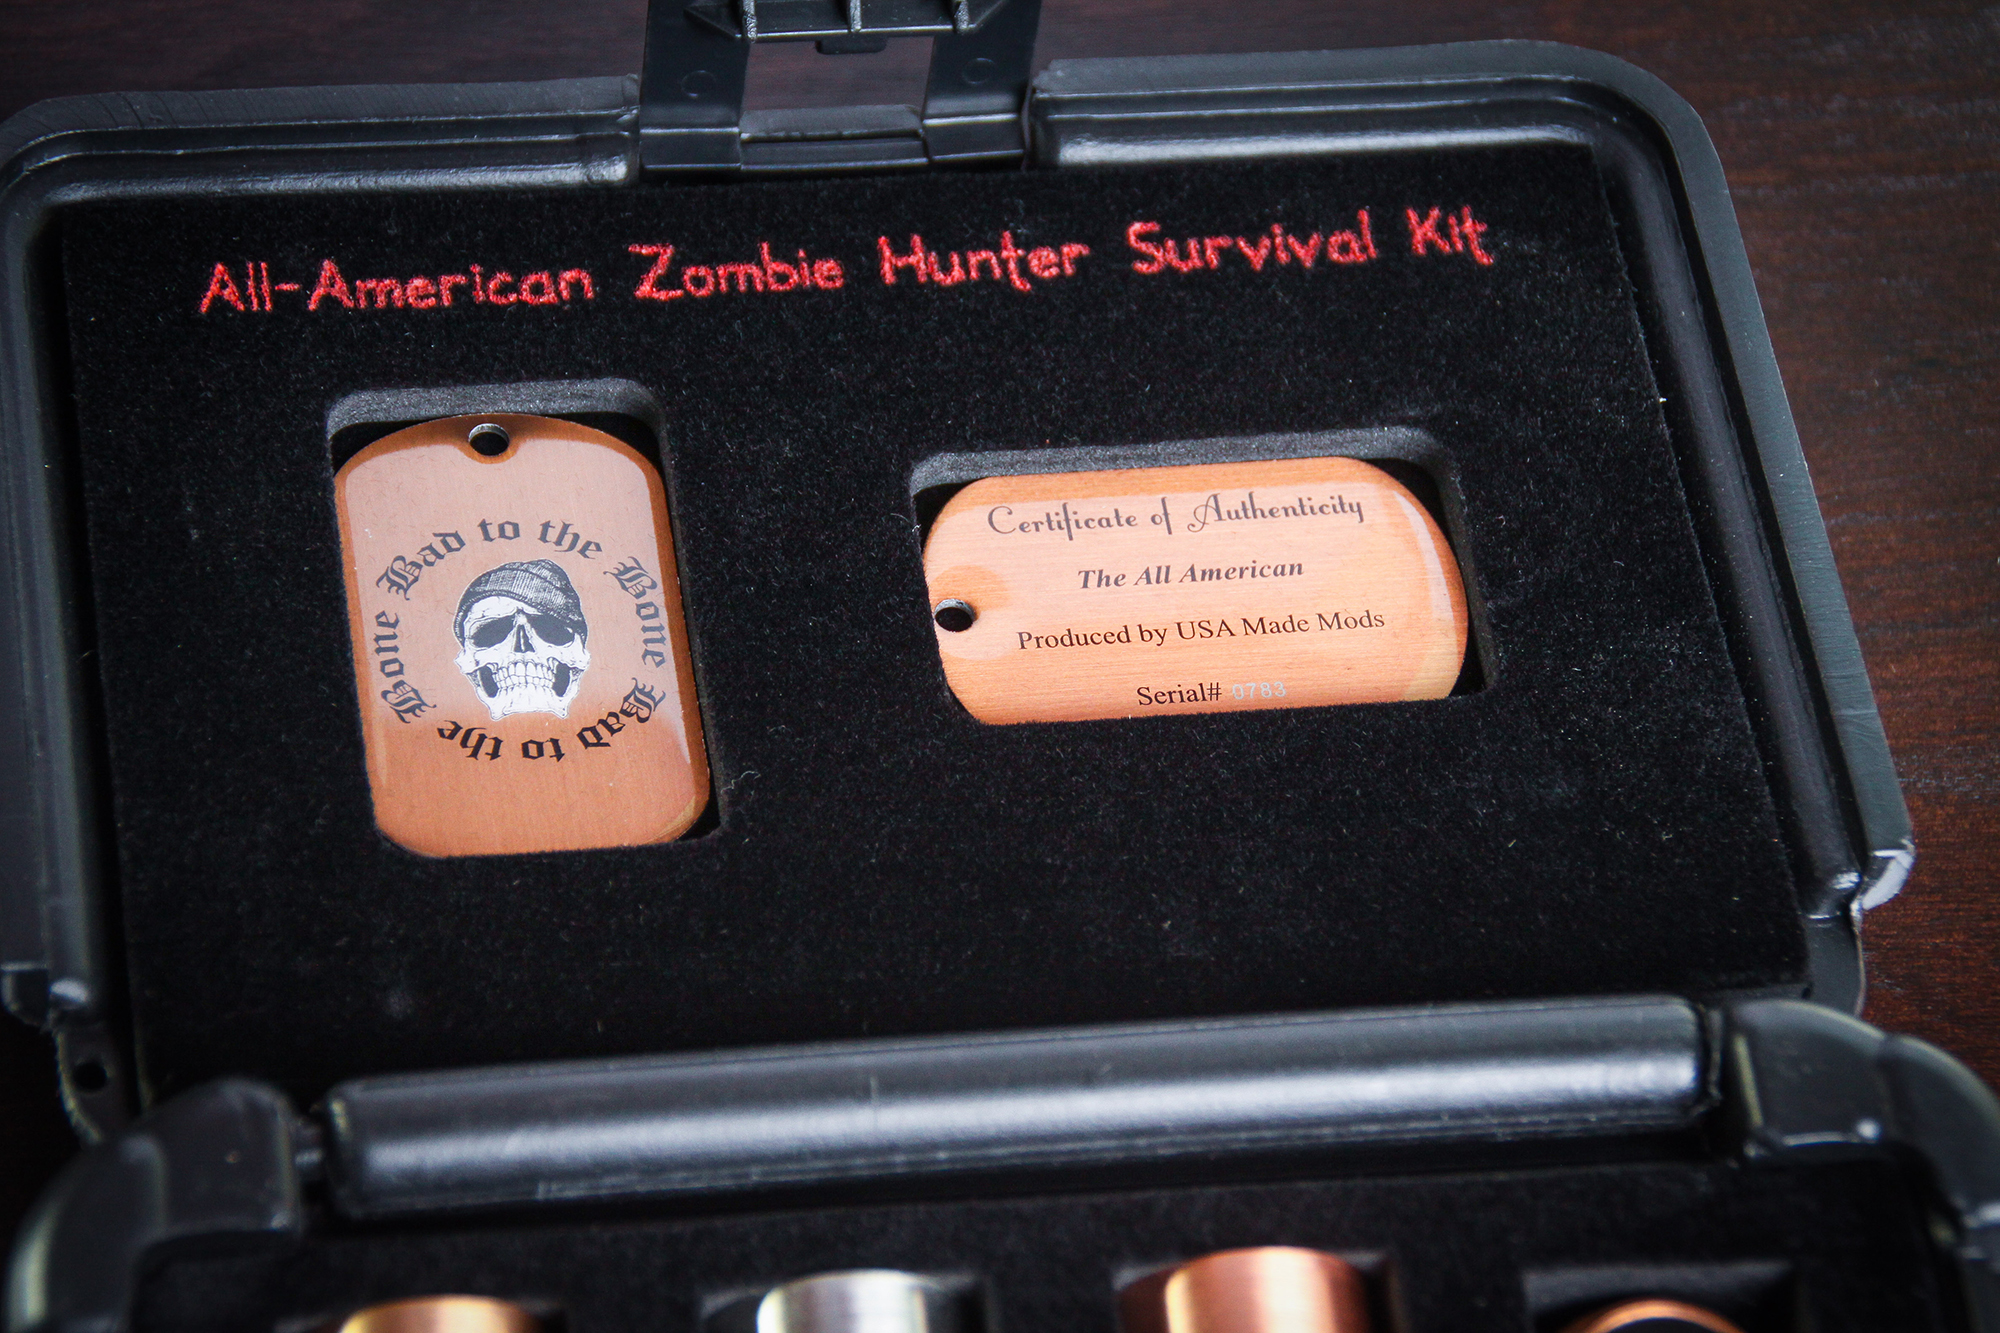 All-American Zombie Hunter Survival Kit
Bad to the Bone Bad to the Bone
Certificate of Authenticity
The All American
Produced by USA Made Mods
Serial# 0783